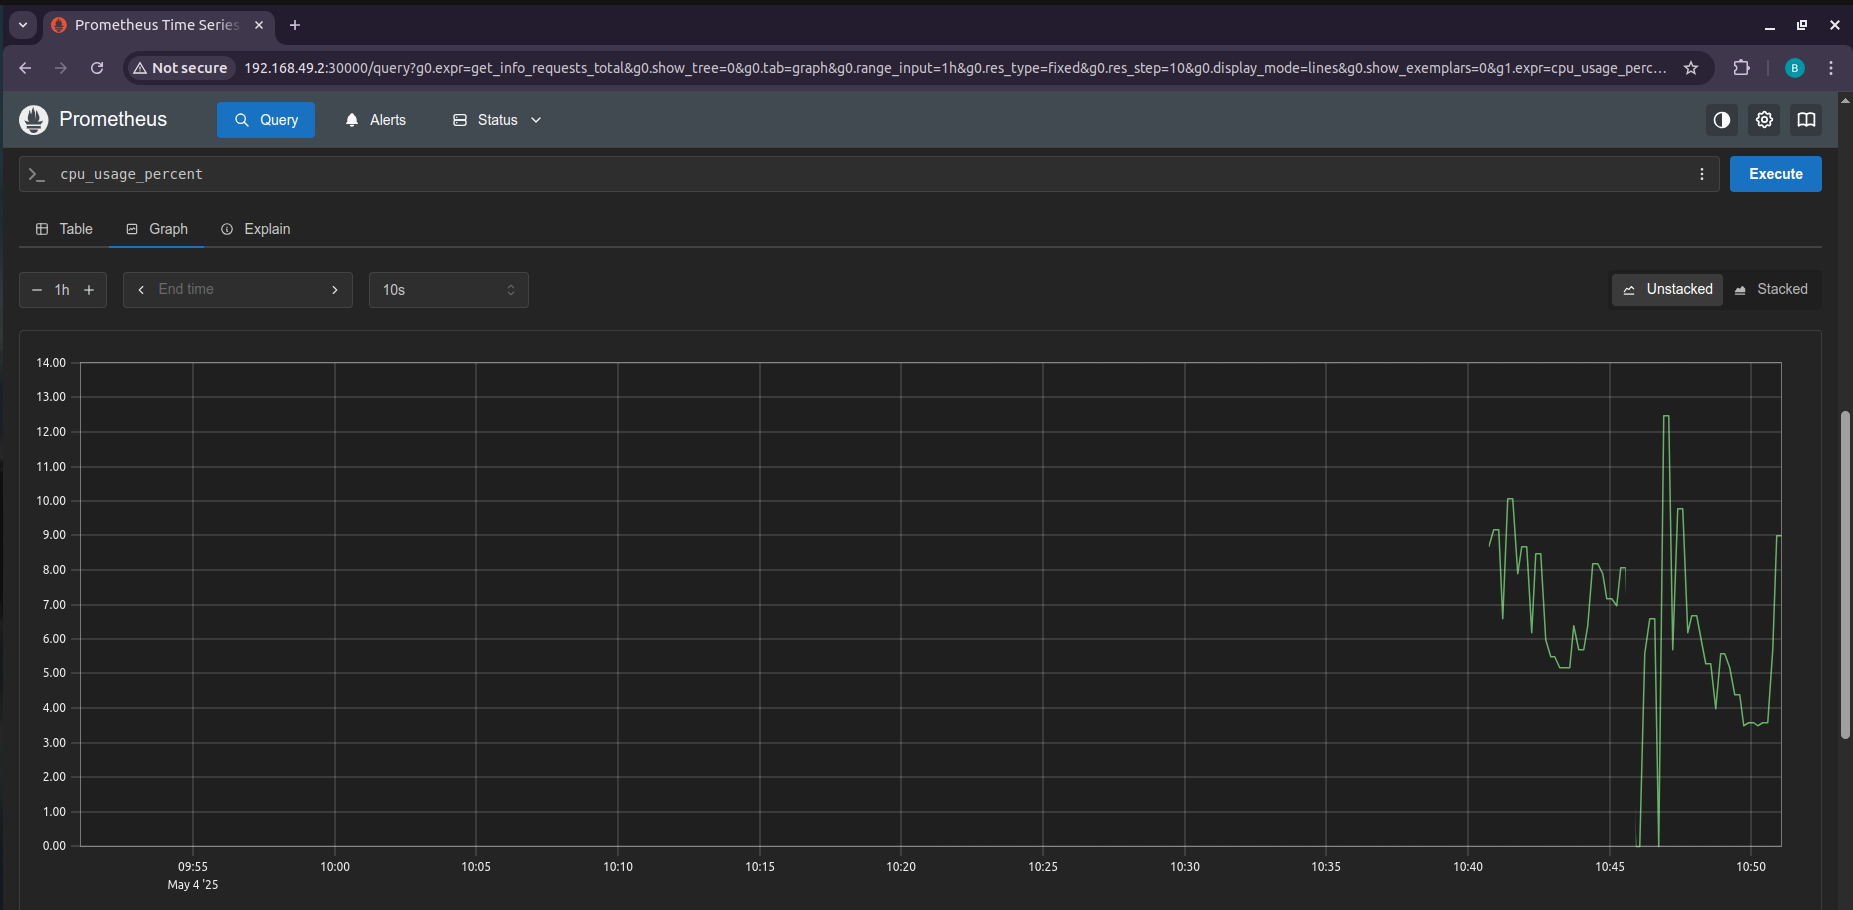 Prometheus Time Series
Not secure 192.168.49.2:30000/query?g0.expr=get_info_requests_total&g0.show_tree=0&g0.tab=graph&g0.range_input=1h&g0.res_type=fixed&g0.res_step=10&g0.display_mode=lines&g0.show_exemplars=0&g1.expr=cpu_usage_perc... B
Prometheus Query Alerts Status
>_ cpu_usage_percent Execute
Table Graph Explain
− 1h + < End time > 10s Unstacked Stacked
14.00
13.00
12.00
11.00
10.00
9.00
8.00
7.00
6.00
5.00
4.00
3.00
2.00
1.00
0.00
09:55 10:00 10:05 10:10 10:15 10:20 10:25 10:30 10:35 10:40 10:45 10:50
May 4 '25